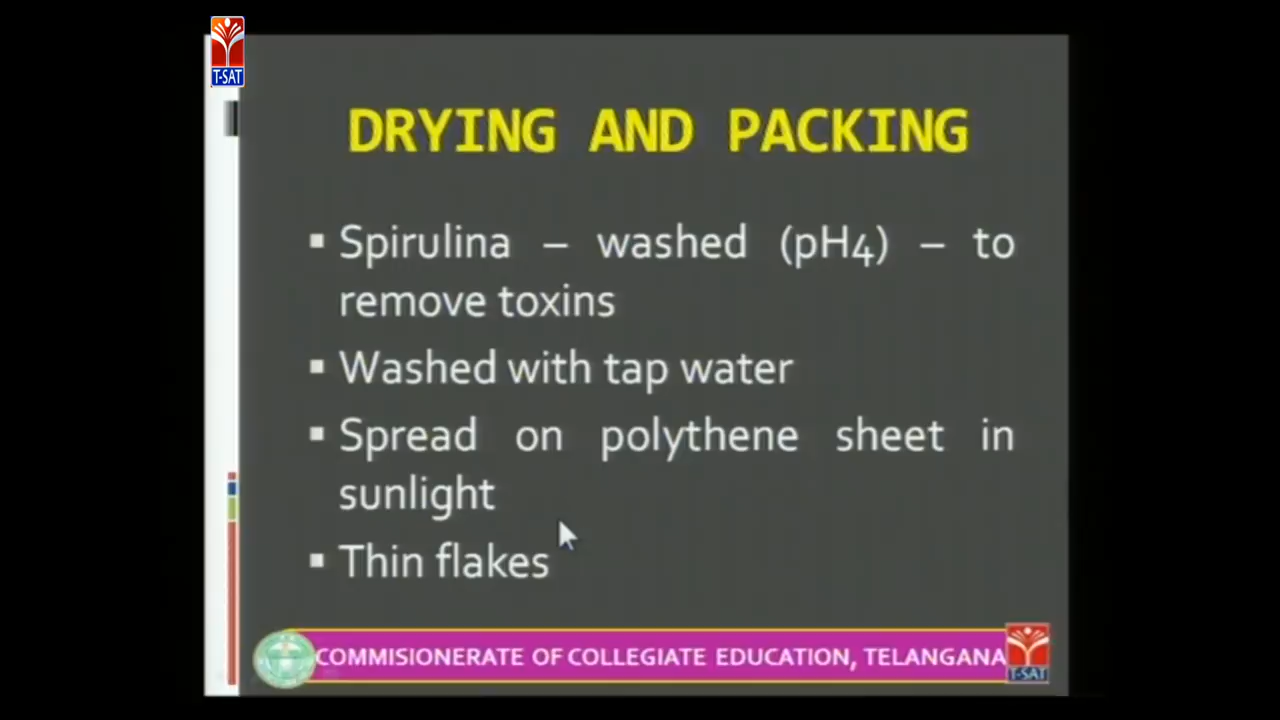 T-SAT
DRYING AND PACKING
▪ Spirulina – washed (pH4) – to
remove toxins
▪ Washed with tap water
▪ Spread on polythene sheet in
sunlight
▪ Thin flakes
COMMISIONERATE OF COLLEGIATE EDUCATION, TELANGANA
T-SAT